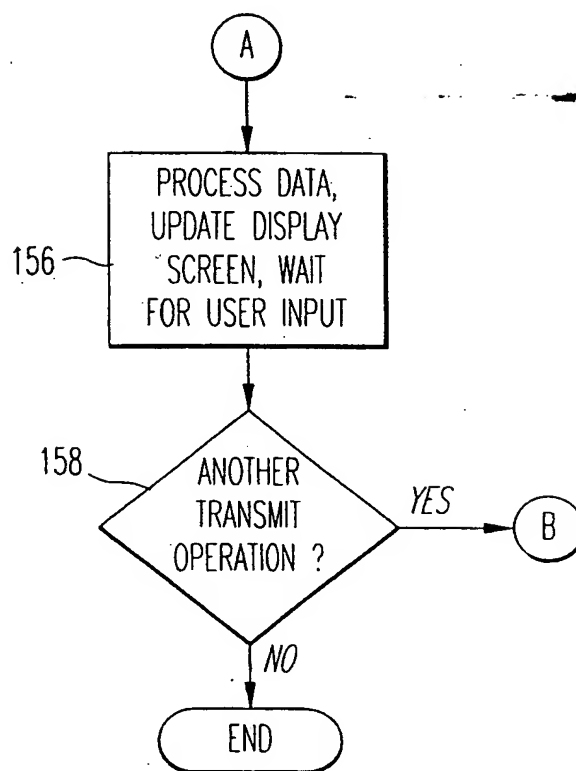 A
PROCESS DATA,
UPDATE DISPLAY
SCREEN, WAIT
FOR USER INPUT
156
158
ANOTHER
TRANSMIT
OPERATION ?
YES
B
NO
END